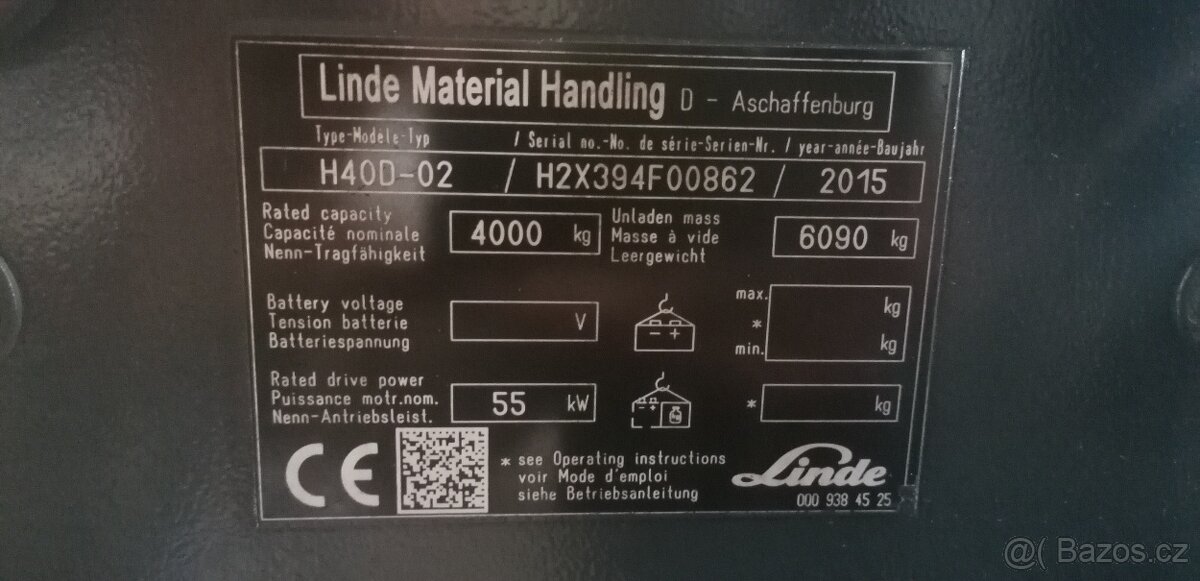 Linde Material Handling D - Aschaffenburg
Type-Modele-Typ / Serial no.-No. de série-Serien-Nr. / year-année-Baujahr
H40D-02 / H2X394F00862 / 2015
Rated capacity
Capacité nominale
Nenn-Tragfähigkeit
4000 kg
Unladen mass
Masse à vide
Leergewicht
6090 kg
Battery voltage
Tension batterie
Batteriespannung
V
- +
max.
*
min.
kg
kg
Rated drive power
Puissance motr.nom.
Nenn-Antriebsleist.
55 kW
- +
kg
* kg
CE
* see Operating instructions
voir Mode d'emploi
siehe Betriebsanleitung
Linde
000 938 45 25
@( Bazos.cz